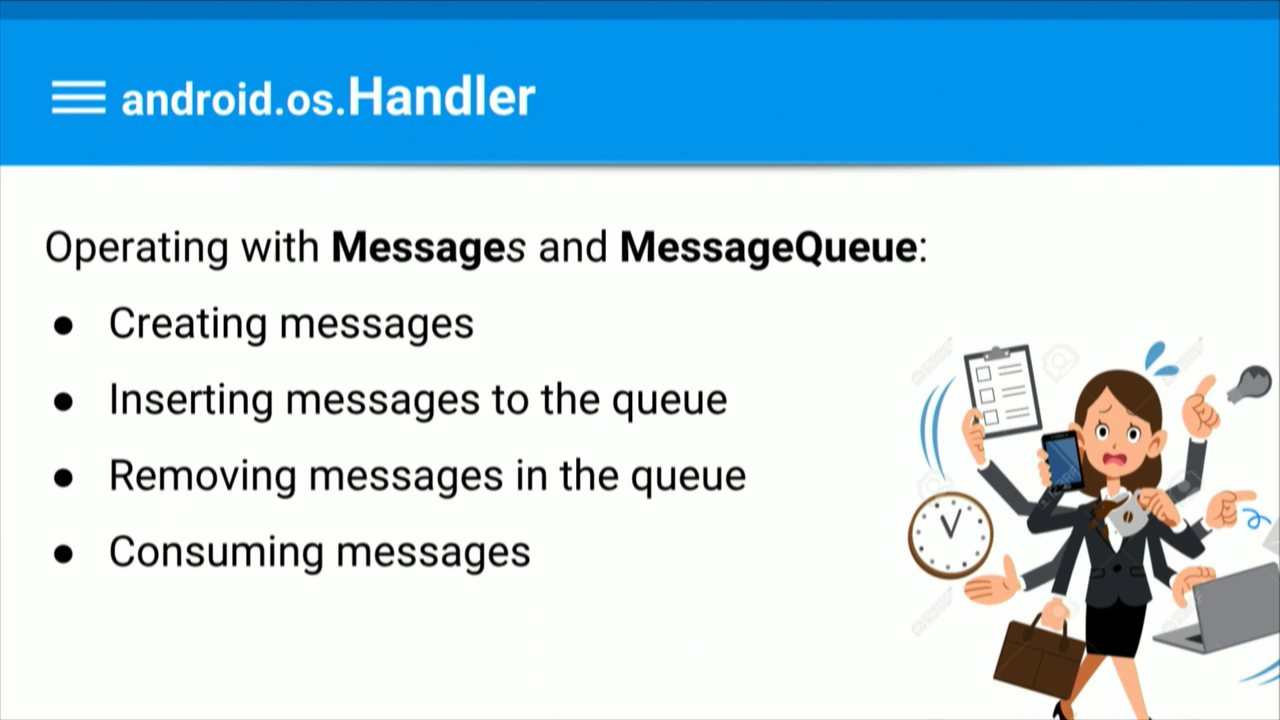 android.os.Handler
Operating with Messages and MessageQueue:
● Creating messages
● Inserting messages to the queue
● Removing messages in the queue
● Consuming messages